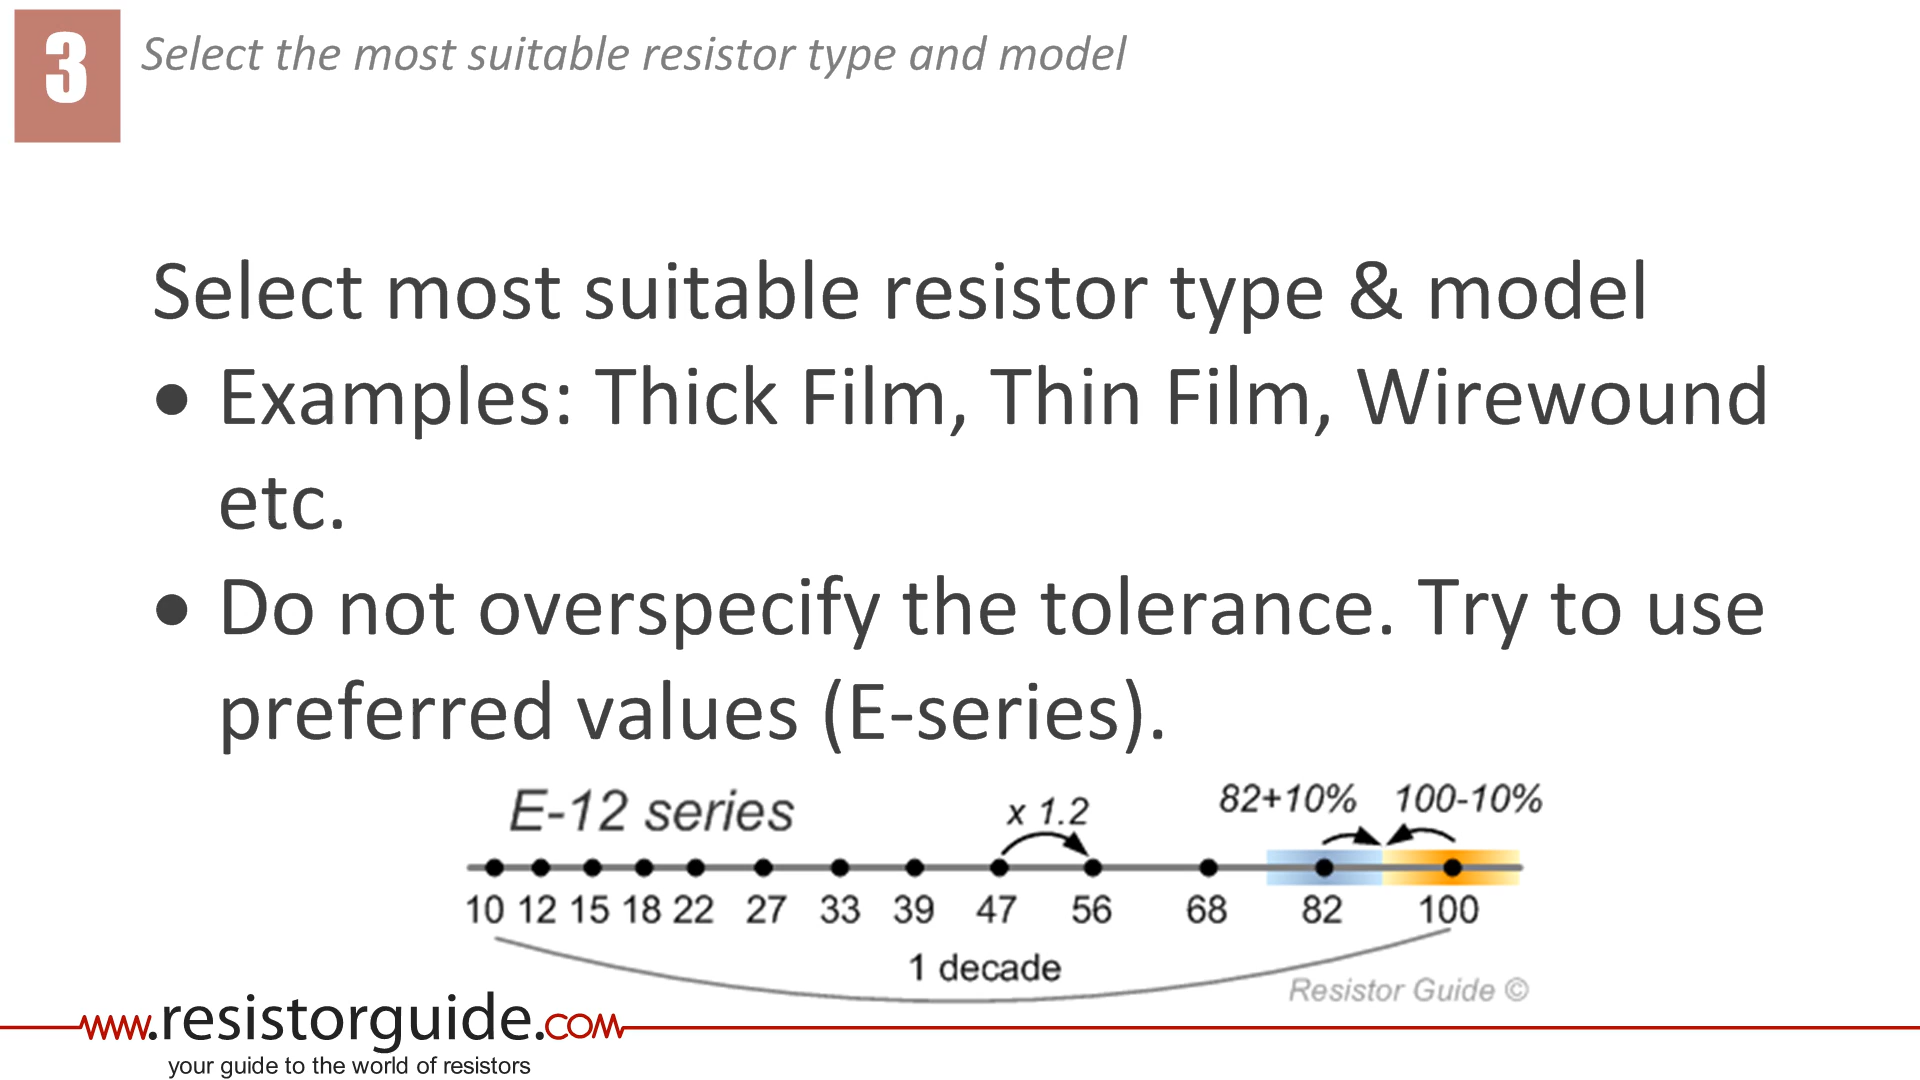 3
Select the most suitable resistor type and model
Select most suitable resistor type & model
• Examples: Thick Film, Thin Film, Wirewound
etc.
• Do not overspecify the tolerance. Try to use
preferred values (E-series).
E-12 series
x 1.2
82+10%
100-10%
10 12 15 18 22 27 33 39 47 56 68 82 100
1 decade
Resistor Guide ©
www.resistorguide.com
your guide to the world of resistors